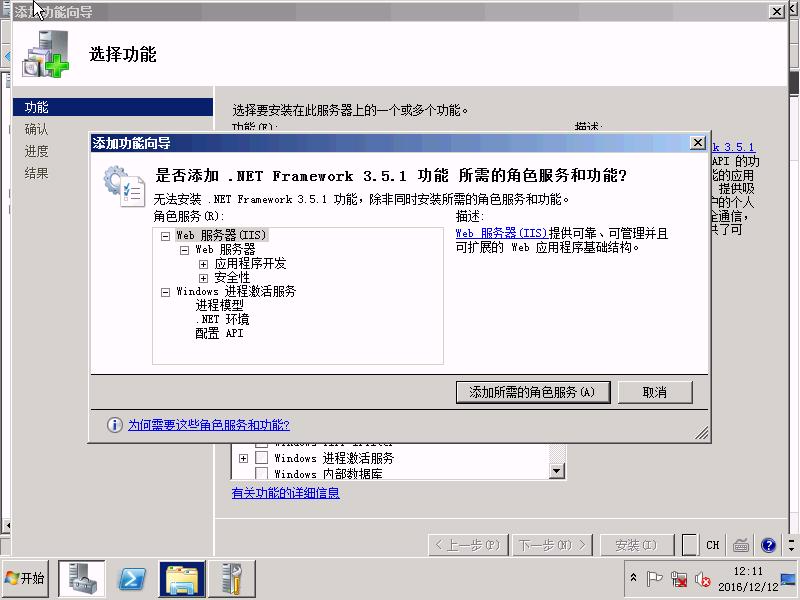 添加功能向导
选择功能
功能
确认
进度
结果
选择要安装在此服务器上的一个或多个功能。
功能(F):
描述:
k 3.5.1
API 的功
能的应用
提供吸
户的个人
全通信,
共了可
添加功能向导
是否添加 .NET Framework 3.5.1 功能 所需的角色服务和功能?
无法安装 .NET Framework 3.5.1 功能,除非同时安装所需的角色服务和功能。
角色服务(R):
描述:
Web 服务器(IIS)
Web 服务器
应用程序开发
安全性
Windows 进程激活服务
进程模型
.NET 环境
配置 API
Web 服务器(IIS)提供可靠、可管理并且
可扩展的 Web 应用程序基础结构。
添加所需的角色服务(A)
取消
为何需要这些角色服务和功能?
Windows 进程激活服务
Windows 内部数据库
有关功能的详细信息
< 上一步(P)
下一步(N) >
安装(I)
CH
开始
12:11
2016/12/12